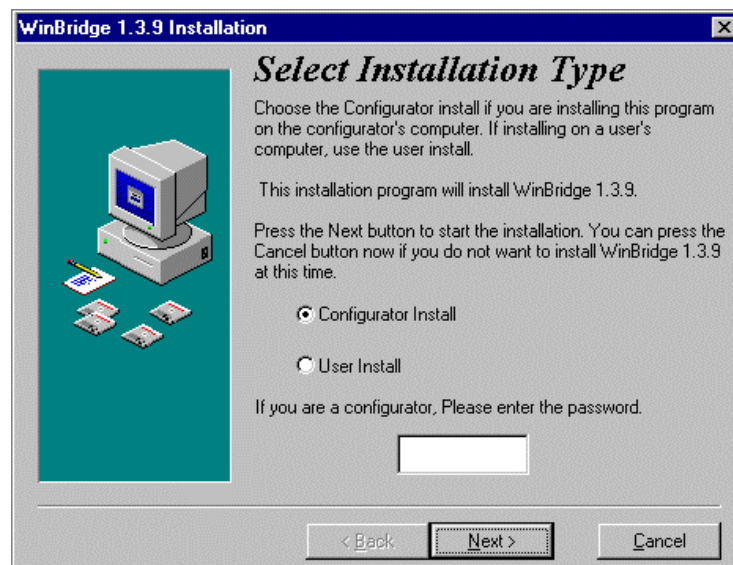 WinBridge 1.3.9 Installation
Select Installation Type
Choose the Configurator install if you are installing this program
on the configurator's computer. If installing on a user's
computer, use the user install.
This installation program will install WinBridge 1.3.9.
Press the Next button to start the installation. You can press the
Cancel button now if you do not want to install WinBridge 1.3.9
at this time.
Configurator Install
User Install
If you are a configurator, Please enter the password.
< Back
Next >
Cancel